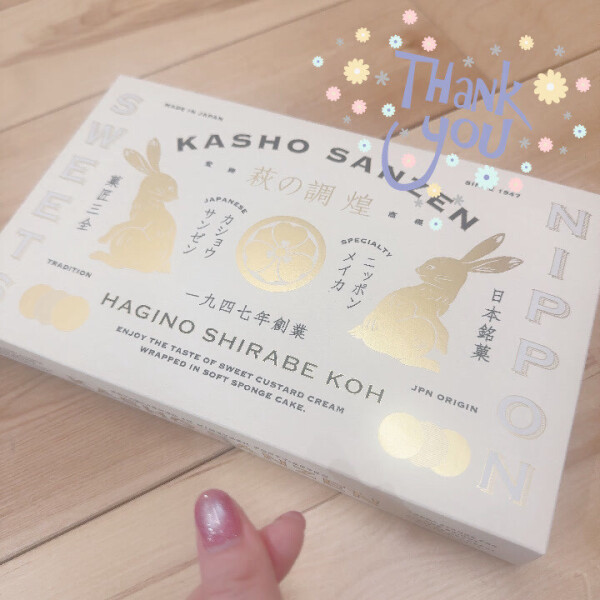 THANK
YOU
MADE IN JAPAN
KASHO SANZEN
1947
萩の調 煌
SWEETS
NIPPON
菓匠三全
JAPANESE
カショウ
サンゼン
SPECIALTY
ニッポン
メイカ
日本銘菓
TRADITION
一九四七年創業
HAGINO SHIRABE KOH
JPN ORIGIN
ENJOY THE TASTE OF SWEET CUSTARD CREAM
WRAPPED IN SOFT SPONGE CAKE.